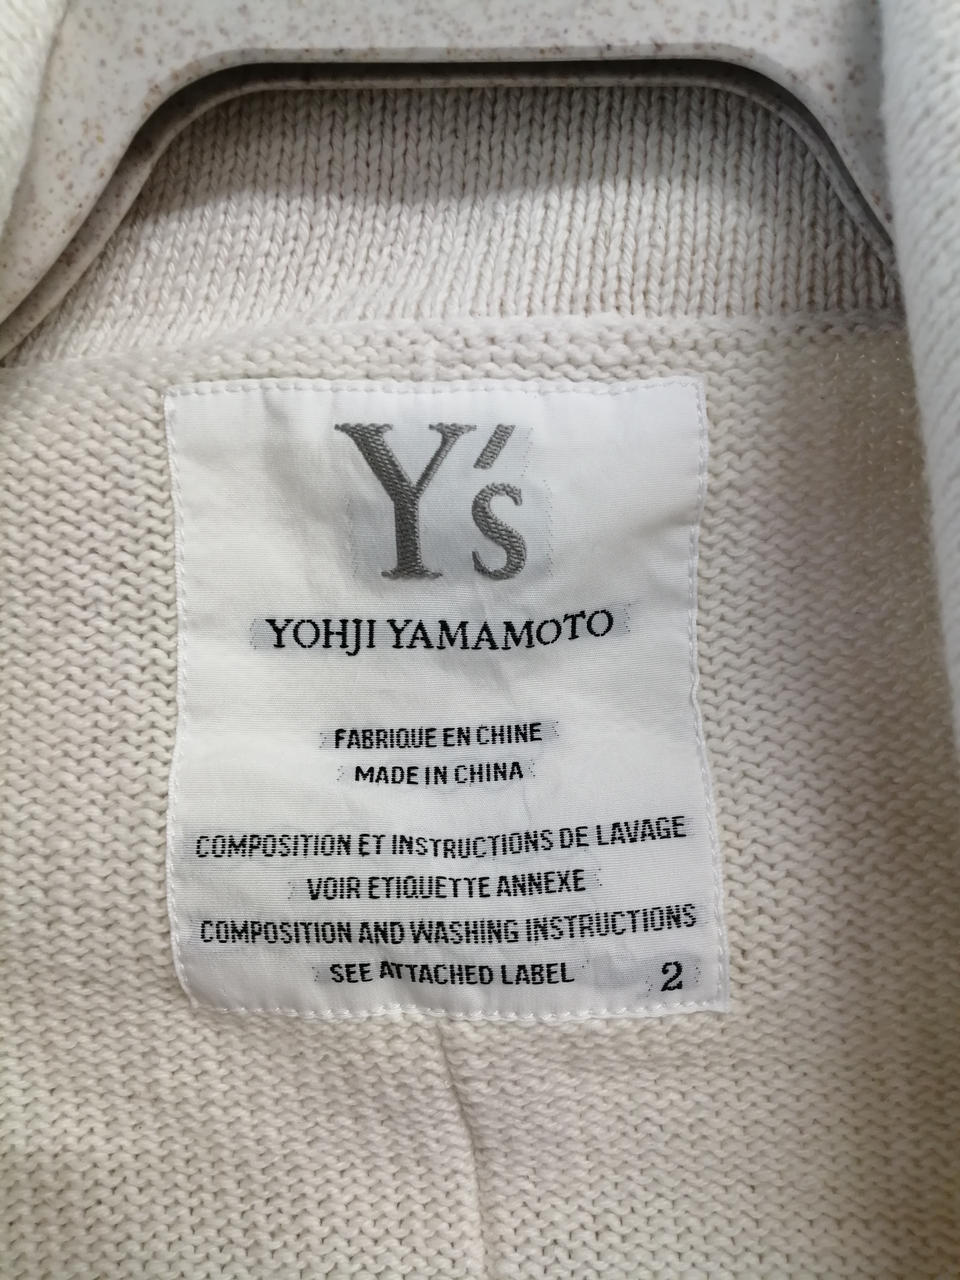 Y's
YOHJI YAMAMOTO
FABRIQUE EN CHINE
MADE IN CHINA
COMPOSITION ET INSTRUCTIONS DE LAVAGE
VOIR ETIQUETTE ANNEXE
COMPOSITION AND WASHING INSTRUCTIONS
SEE ATTACHED LABEL 2